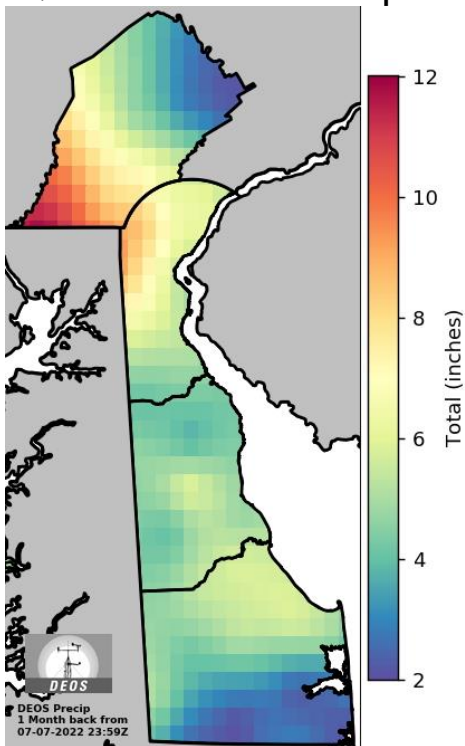 12
10
8
6
4
2
Total (inches)
DEOS
DEOS Precip
1 Month back from
07-07-2022 23:59Z